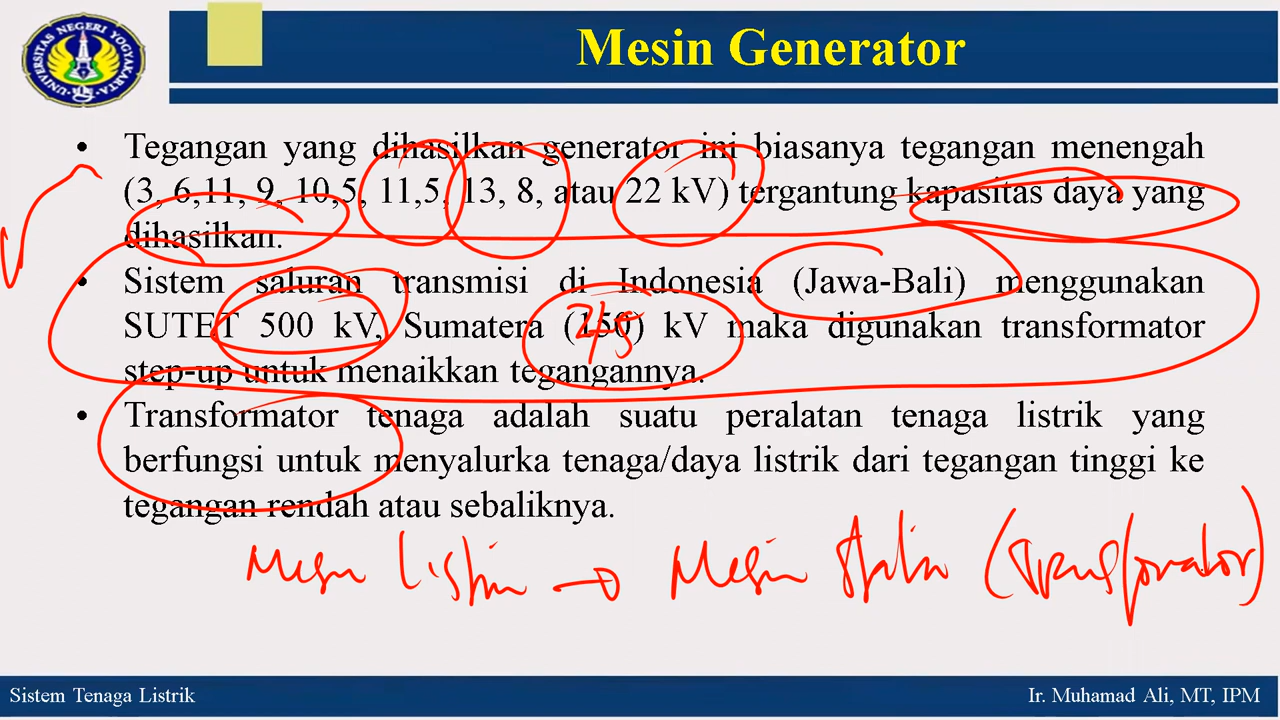 UNIVERSITAS NEGERI YOGYAKARTA
Mesin Generator
• Tegangan yang dihasilkan generator ini biasanya tegangan menengah
(3, 6,11, 9, 10,5, 11,5, 13, 8, atau 22 kV) tergantung kapasitas daya yang
dihasilkan.
• Sistem saluran transmisi di Indonesia (Jawa-Bali) menggunakan
SUTET 500 kV, Sumatera (150) kV maka digunakan transformator
step-up untuk menaikkan tegangannya.
• Transformator tenaga adalah suatu peralatan tenaga listrik yang
berfungsi untuk menyalurka tenaga/daya listrik dari tegangan tinggi ke
tegangan rendah atau sebaliknya.
Mesin Listrik → Mesin Statis (Transformator)
Sistem Tenaga Listrik
Ir. Muhamad Ali, MT, IPM